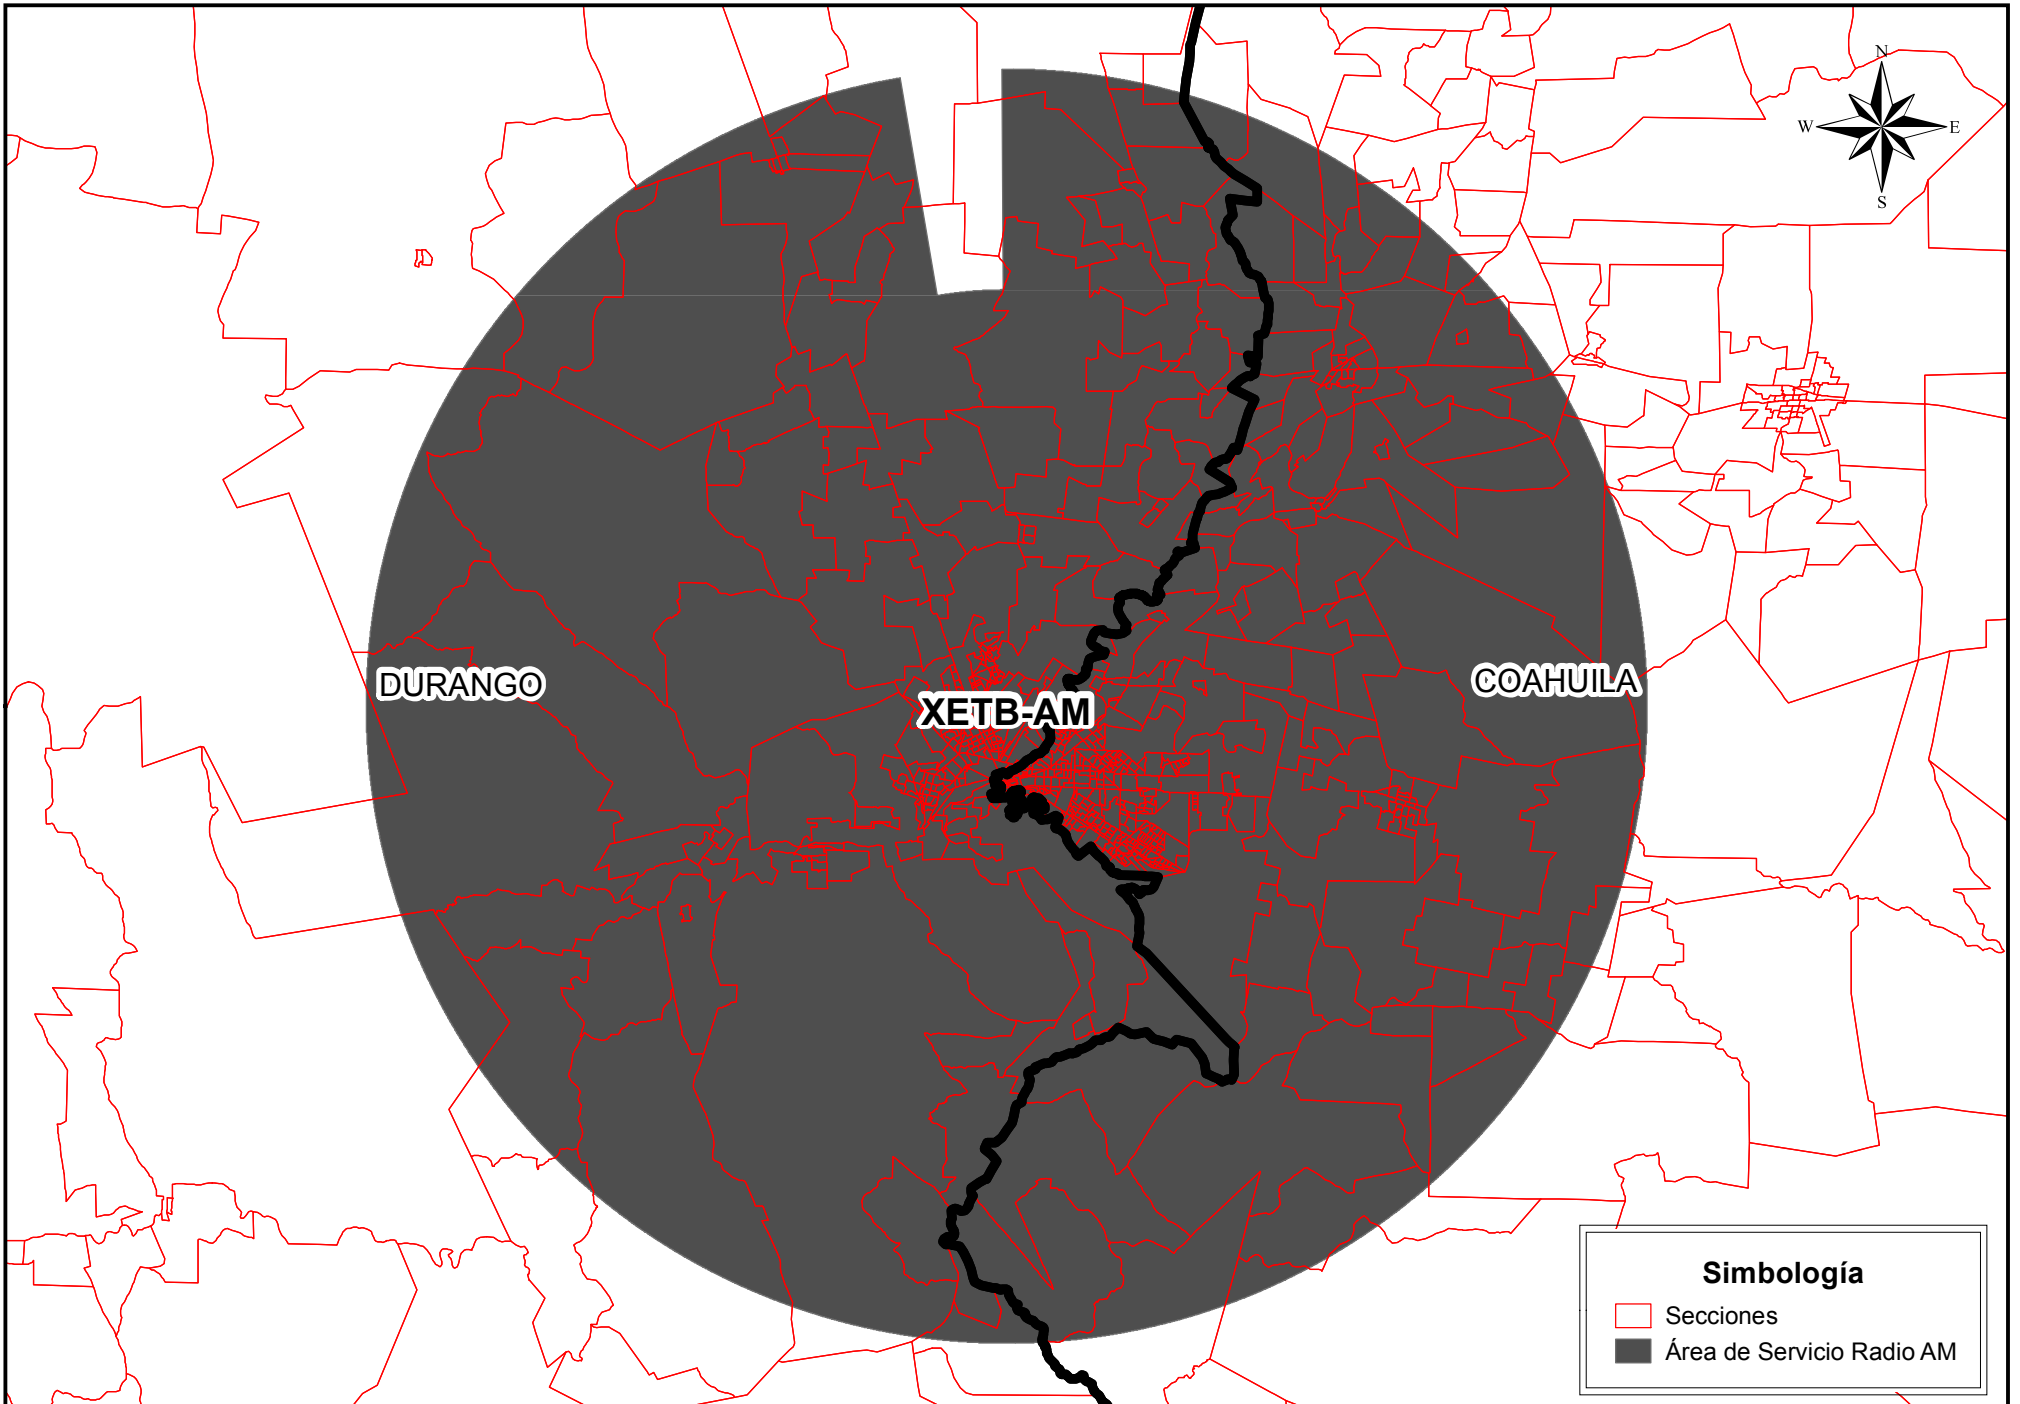 N
W E
S
DURANGO
COAHUILA
XETB-AM
Simbología
Secciones
Área de Servicio Radio AM